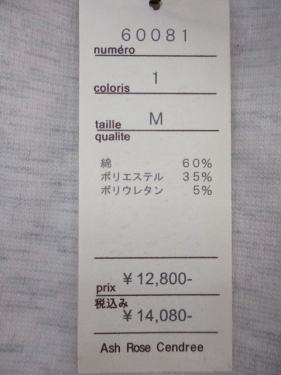 60081
numéro
1
coloris
M
taille
qualite
綿 60%
ポリエステル 35%
ポリウレタン 5%
prix ¥12,800-
税込み
¥14,080-
Ash Rose Cendree